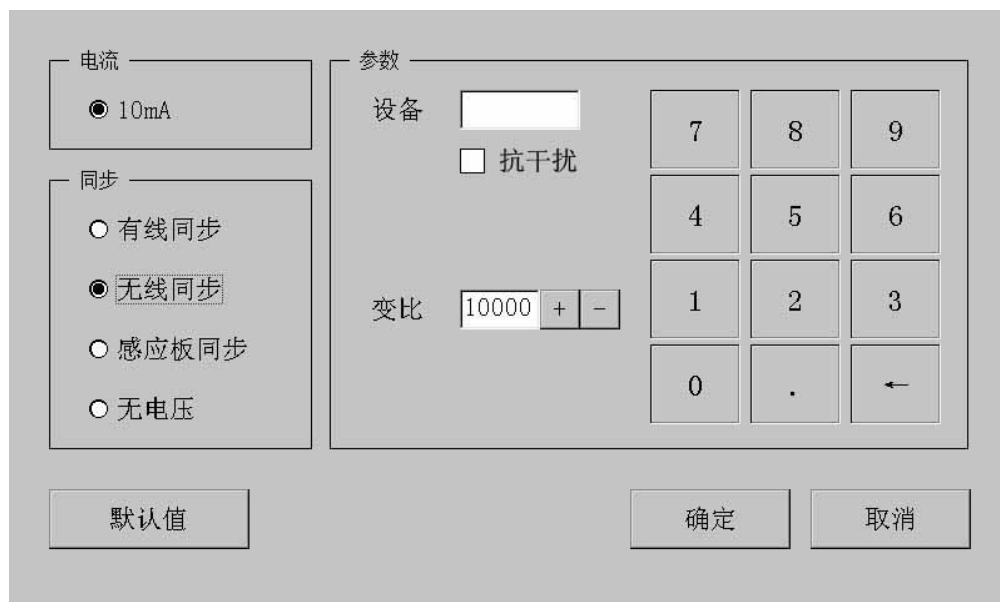 电流
10mA
同步
有线同步
无线同步
感应板同步
无电压
参数
设备
抗干扰
变比 10000 + -
7 8 9
4 5 6
1 2 3
0 . ←
默认值 确定 取消